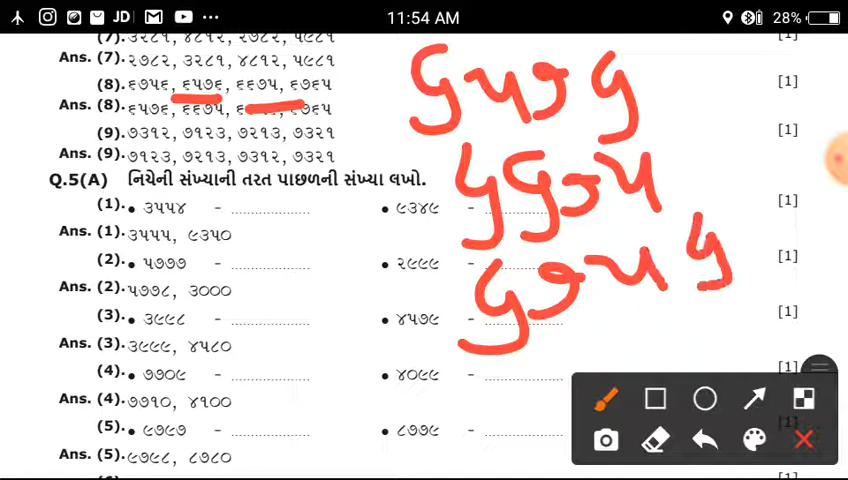 JD 11:54 AM 28%
(7). ૩૨૮૧, ૪૮૧૨, ૨૭૮૨, ૫૯૮૧ [1]
Ans. (7). ૨૭૮૨, ૩૨૮૧, ૪૮૧૨, ૫૯૮૧
(8). ૬૭૫૬, ૬૫૭૬, ૬૬૭૫, ૬૭૬૫ [1]
Ans. (8). ૬૫૭૬, ૬૬૭૫, ૬૭૬૫
(9). ૭૩૧૨, ૭૧૨૩, ૭૨૧૩, ૭૩૨૧ [1]
Ans. (9). ૭૧૨૩, ૭૨૧૩, ૭૩૧૨, ૭૩૨૧
૬૫૭૬
૬૬૭૫
૬૭૫૬
Q.5(A) નિચેની સંખ્યાની તરત પાછળની સંખ્યા લખો.
(1). • ૩૫૫૪ - .................. • ૯૩૪૯ - .................. [1]
Ans. (1). ૩૫૫૫, ૯૩૫૦
(2). • ૫૭૭૭ - .................. • ૨૯૯૯ - .................. [1]
Ans. (2). ૫૭૭૮, ૩૦૦૦
(3). • ૩૯૯૮ - .................. • ૪૫૭૯ - .................. [1]
Ans. (3). ૩૯૯૯, ૪૫૮૦
(4). • ૭૭૦૯ - .................. • ૪૦૯૯ - .................. [1]
Ans. (4). ૭૭૧૦, ૪૧૦૦
(5). • ૯૭૯૭ - .................. • ૮૭૭૯ - .................. [1]
Ans. (5). ૯૭૯૮, ૮૭૮૦